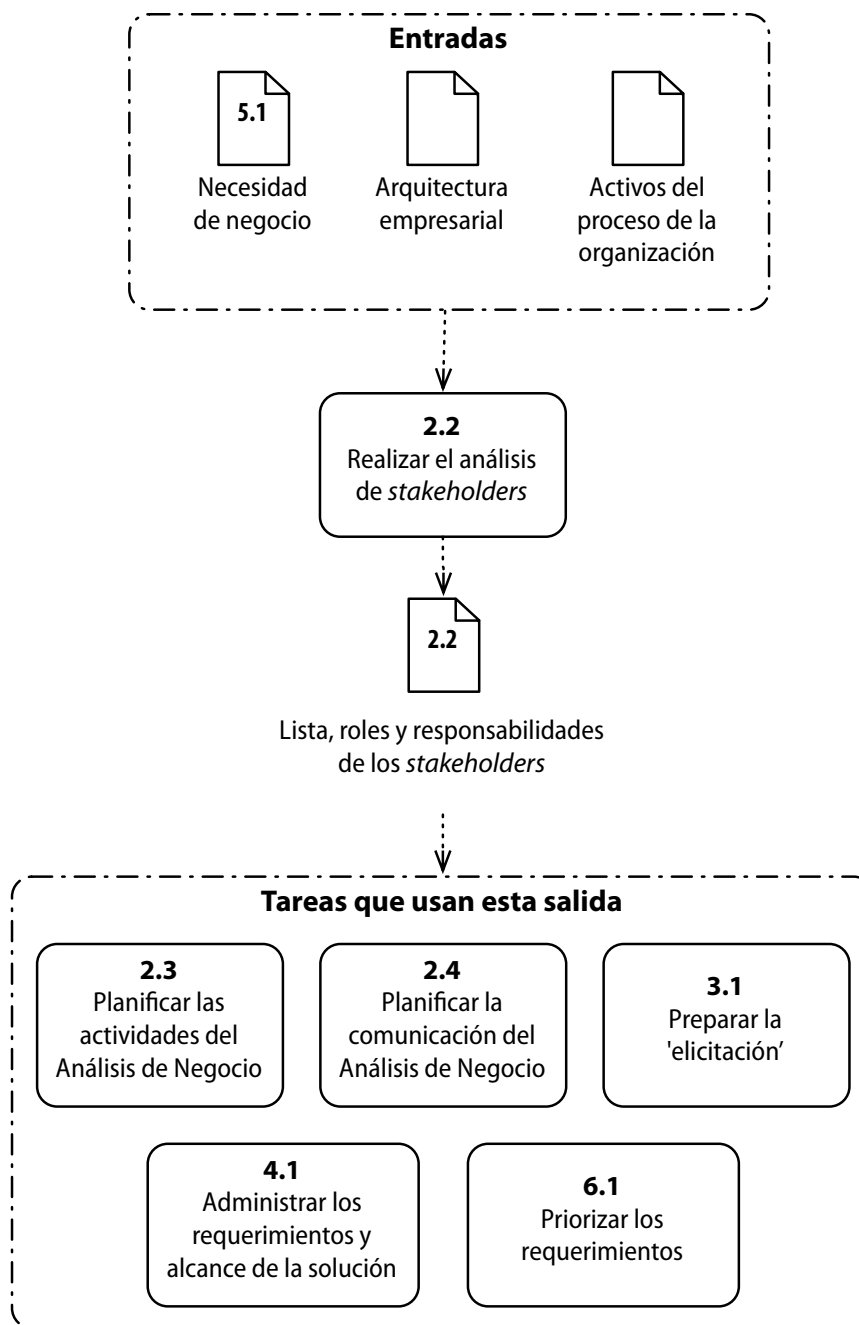 Entradas
5.1
Necesidad
de negocio
Arquitectura
empresarial
Activos del
proceso de la
organización
2.2
Realizar el análisis
de stakeholders
2.2
Lista, roles y responsabilidades
de los stakeholders
Tareas que usan esta salida
2.3
Planificar las
actividades del
Análisis de Negocio
2.4
Planificar la
comunicación del
Análisis de Negocio
3.1
Preparar la
'elicitación’
4.1
Administrar los
requerimientos y
alcance de la solución
6.1
Priorizar los
requerimientos